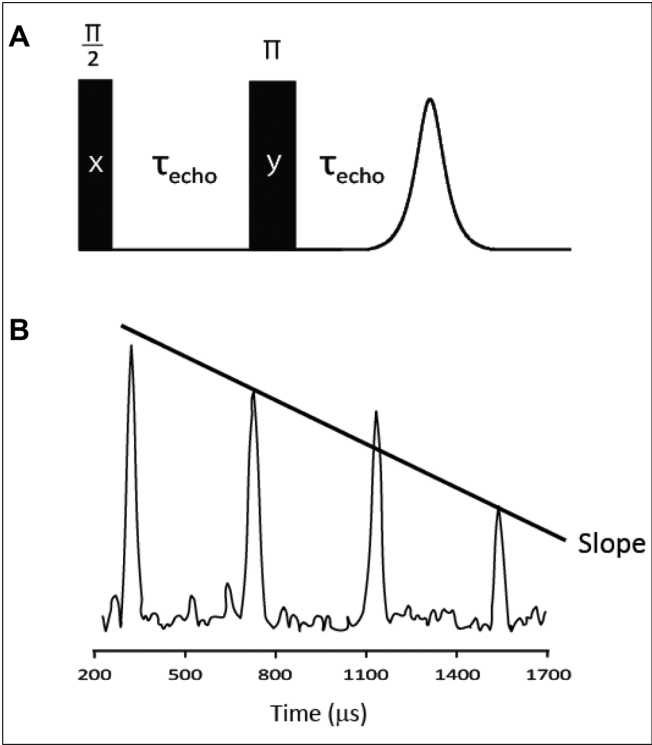 A
Π/2
Π
x
τecho
y
τecho
B
Slope
200 500 800 1100 1400 1700
Time (μs)